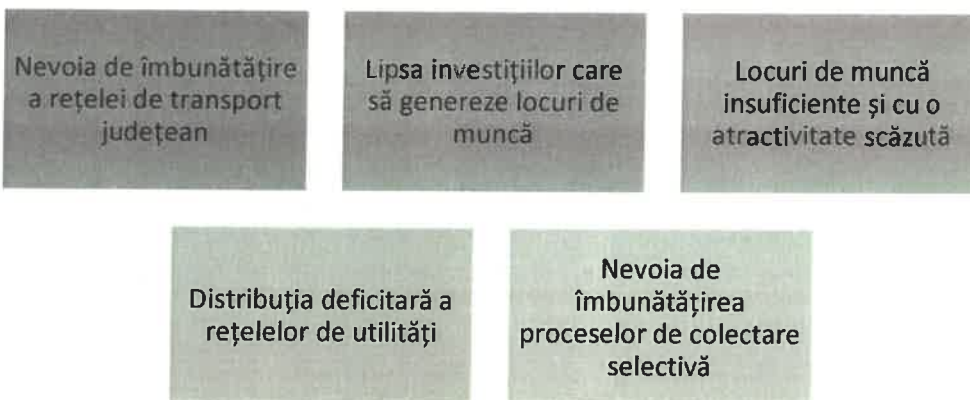 Nevoia de îmbunătățire
a rețelei de transport
județean
Lipsa investițiilor care
să genereze locuri de
muncă
Locuri de muncă
insuficiente și cu o
atractivitate scăzută
Distribuția deficitară a
rețelelor de utilități
Nevoia de
îmbunătățirea
proceselor de colectare
selectivă